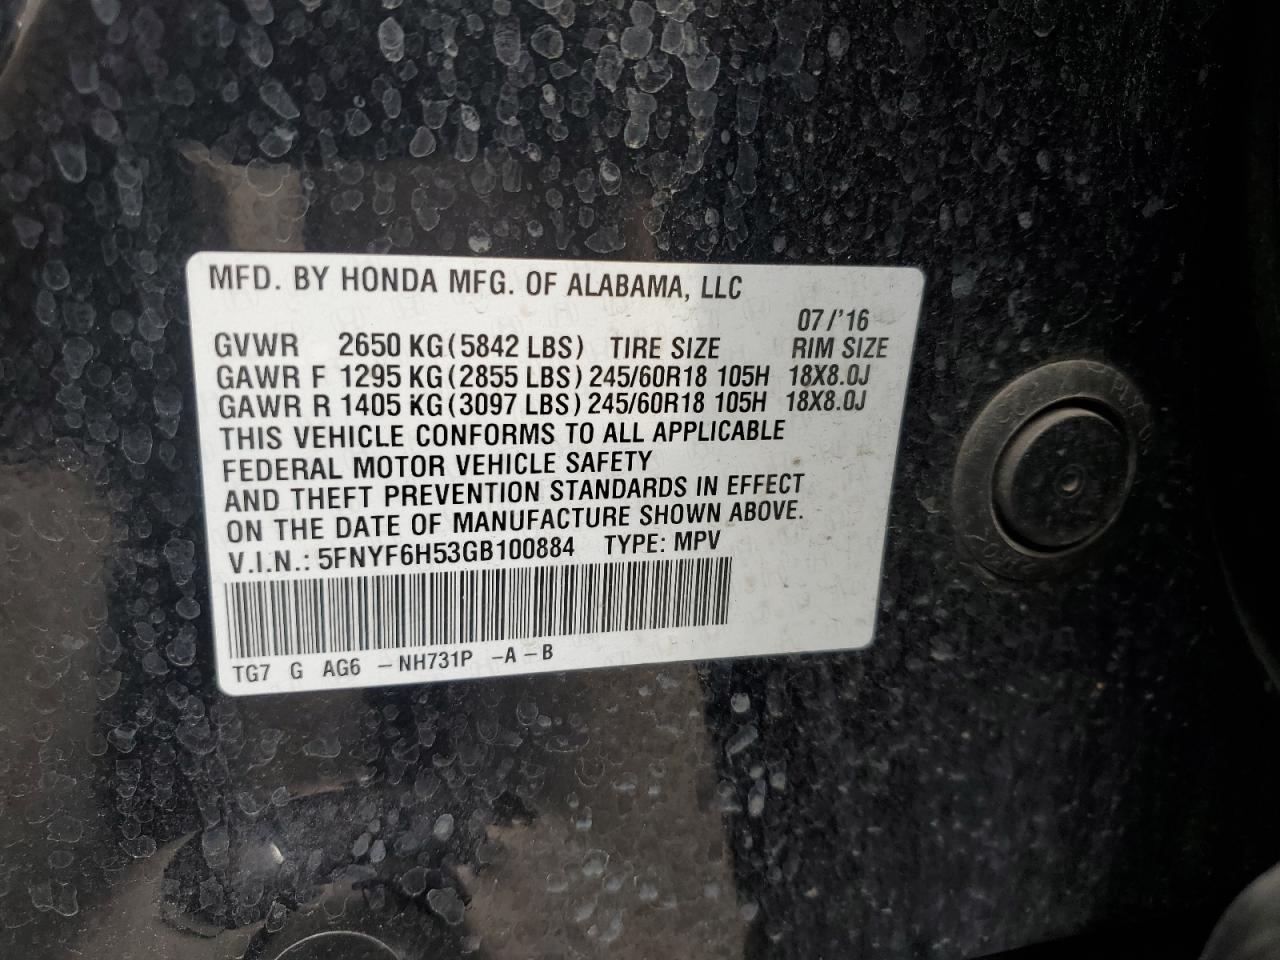 MFD. BY HONDA MFG. OF ALABAMA, LLC
07/'16
GVWR 2650 KG(5842 LBS) TIRE SIZE RIM SIZE
GAWR F 1295 KG(2855 LBS) 245/60R18 105H 18X8.0J
GAWR R 1405 KG(3097 LBS) 245/60R18 105H 18X8.0J
THIS VEHICLE CONFORMS TO ALL APPLICABLE
FEDERAL MOTOR VEHICLE SAFETY
AND THEFT PREVENTION STANDARDS IN EFFECT
ON THE DATE OF MANUFACTURE SHOWN ABOVE.
V.I.N.: 5FNYF6H53GB100884 TYPE: MPV
TG7 G AG6 -NH731P -A-B